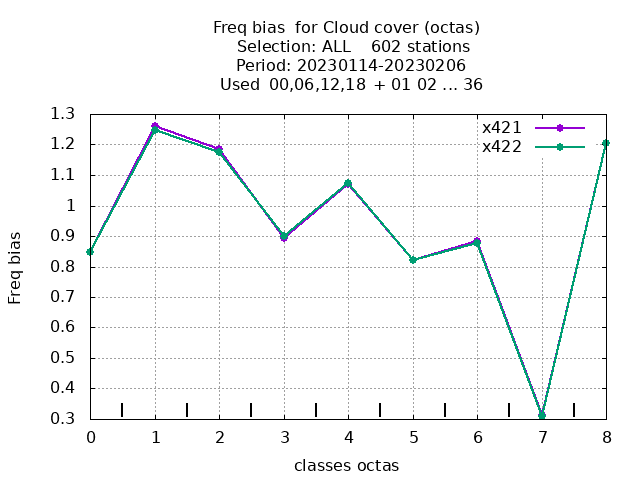 Freq bias  for Cloud cover (octas)
Selection: ALL    602 stations
Period: 20230114-20230206
Used  00,06,12,18  + 01 02 ... 36
x421
x422
1.3
1.2
1.1
1
0.9
0.8
0.7
0.6
0.5
0.4
0.3
Freq bias
0 1 2 3 4 5 6 7 8
classes octas